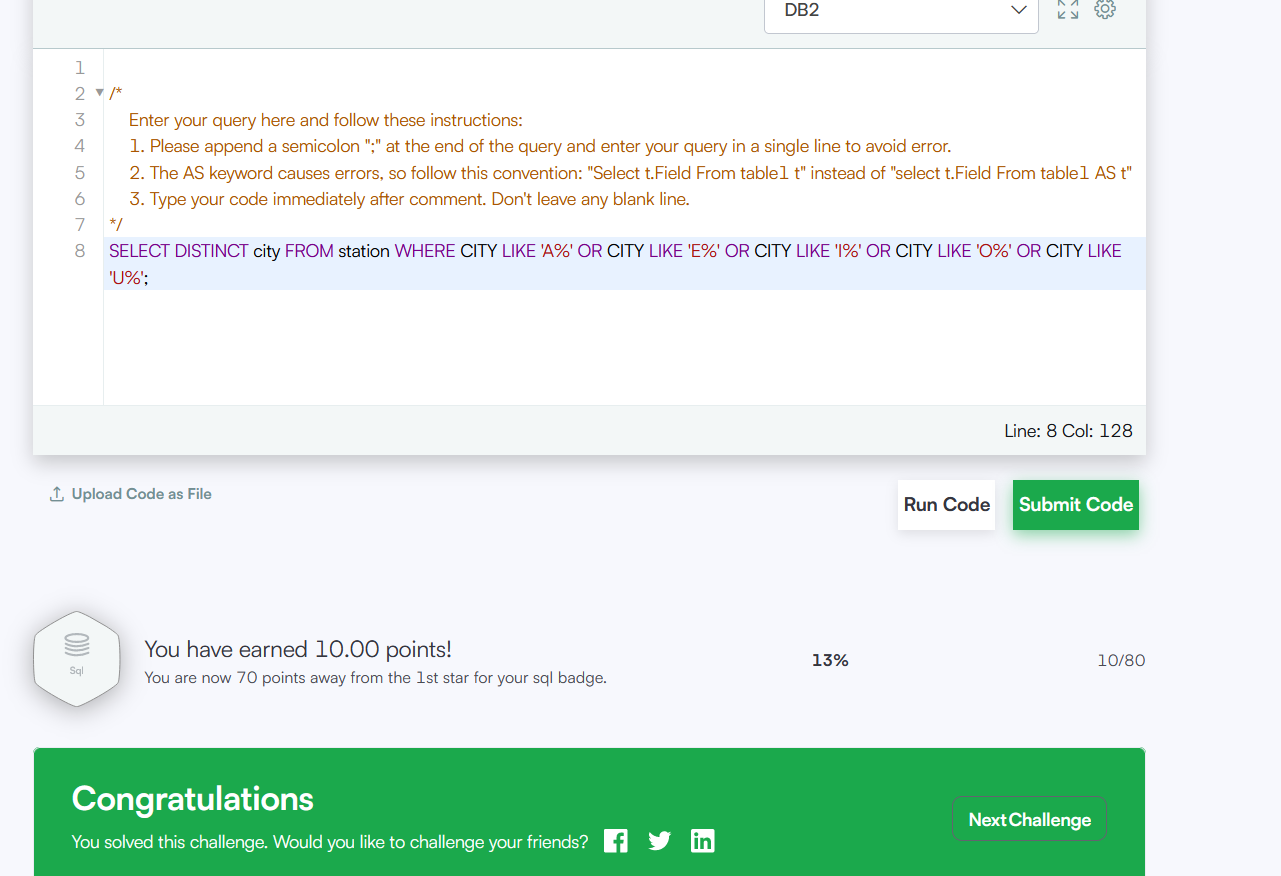 DB2
1
2 /*
3 Enter your query here and follow these instructions:
4 1. Please append a semicolon ";" at the end of the query and enter your query in a single line to avoid error.
5 2. The AS keyword causes errors, so follow this convention: "Select t.Field From table1 t" instead of "select t.Field From table1 AS t"
6 3. Type your code immediately after comment. Don't leave any blank line.
7 */
8 SELECT DISTINCT city FROM station WHERE CITY LIKE 'A%' OR CITY LIKE 'E%' OR CITY LIKE 'I%' OR CITY LIKE 'O%' OR CITY LIKE
'U%';
Line: 8 Col: 128
Upload Code as File
Run Code
Submit Code
Sql
You have earned 10.00 points!
You are now 70 points away from the 1st star for your sql badge.
13%
10/80
Congratulations
You solved this challenge. Would you like to challenge your friends?
Next Challenge